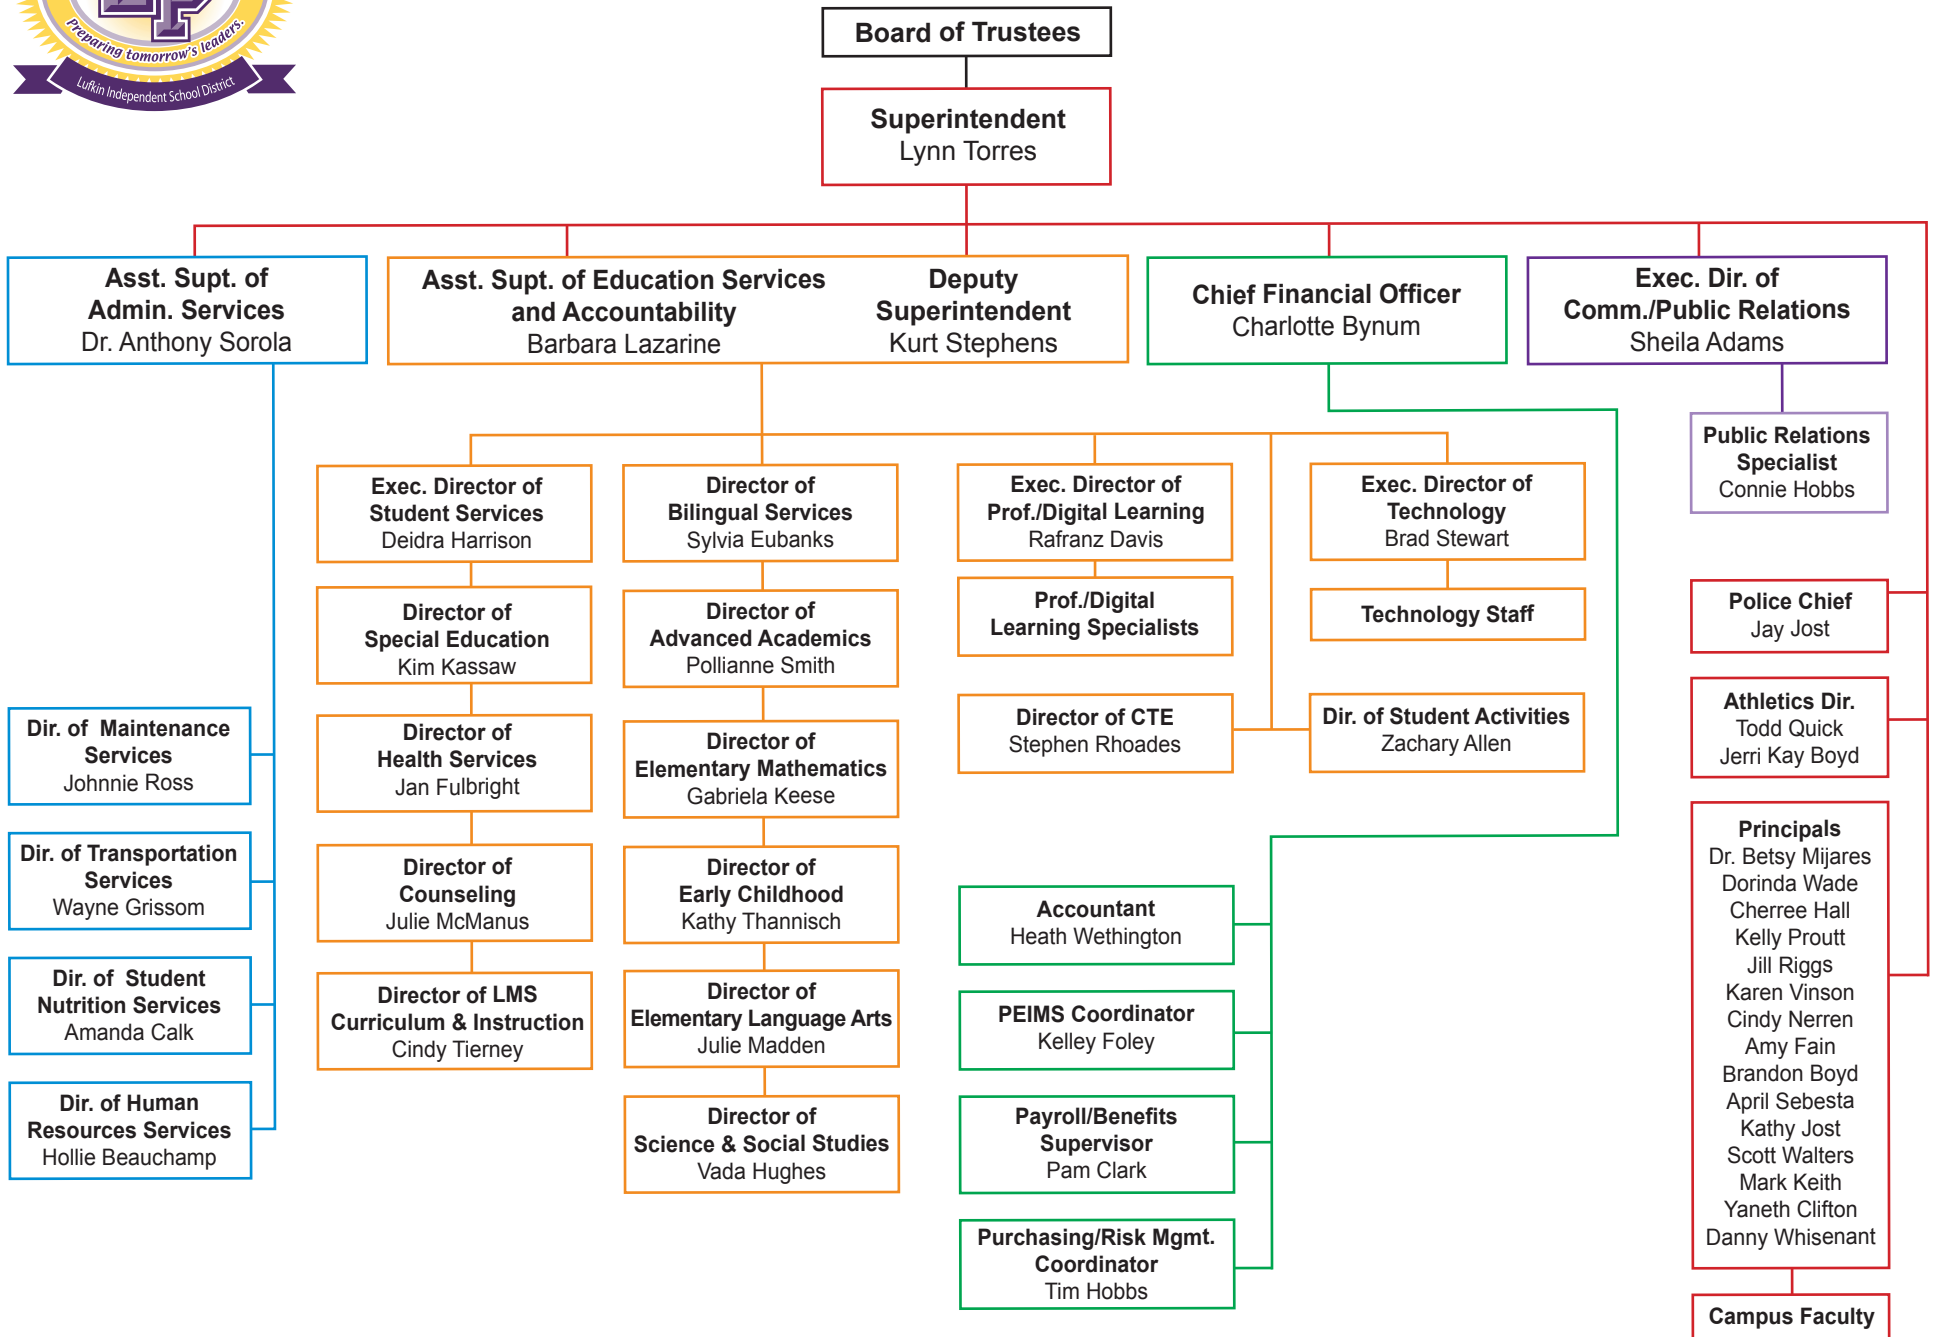 Preparing tomorrow's leaders.
Lufkin Independent School District
Board of Trustees
Superintendent
Lynn Torres
Asst. Supt. of
Admin. Services
Dr. Anthony Sorola
Asst. Supt. of Education Services
and Accountability
Barbara Lazarine
Deputy
Superintendent
Kurt Stephens
Chief Financial Officer
Charlotte Bynum
Exec. Dir. of
Comm./Public Relations
Sheila Adams
Public Relations
Specialist
Connie Hobbs
Exec. Director of
Student Services
Deidra Harrison
Director of
Bilingual Services
Sylvia Eubanks
Exec. Director of
Prof./Digital Learning
Rafranz Davis
Exec. Director of
Technology
Brad Stewart
Director of
Special Education
Kim Kassaw
Director of
Advanced Academics
Pollianne Smith
Prof./Digital
Learning Specialists
Technology Staff
Police Chief
Jay Jost
Dir. of Maintenance
Services
Johnnie Ross
Director of
Health Services
Jan Fulbright
Director of
Elementary Mathematics
Gabriela Keese
Director of CTE
Stephen Rhoades
Dir. of Student Activities
Zachary Allen
Athletics Dir.
Todd Quick
Jerri Kay Boyd
Dir. of Transportation
Services
Wayne Grissom
Director of
Counseling
Julie McManus
Director of
Early Childhood
Kathy Thannisch
Accountant
Heath Wethington
Principals
Dr. Betsy Mijares
Dorinda Wade
Cherree Hall
Kelly Proutt
Jill Riggs
Karen Vinson
Cindy Nerren
Amy Fain
Brandon Boyd
April Sebesta
Kathy Jost
Scott Walters
Mark Keith
Yaneth Clifton
Danny Whisenant
Dir. of Student
Nutrition Services
Amanda Calk
Director of LMS
Curriculum & Instruction
Cindy Tierney
Director of
Elementary Language Arts
Julie Madden
PEIMS Coordinator
Kelley Foley
Dir. of Human
Resources Services
Hollie Beauchamp
Director of
Science & Social Studies
Vada Hughes
Payroll/Benefits
Supervisor
Pam Clark
Purchasing/Risk Mgmt.
Coordinator
Tim Hobbs
Campus Faculty